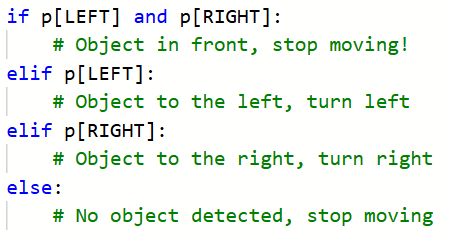 if p[LEFT] and p[RIGHT]:
    # Object in front, stop moving!
elif p[LEFT]:
    # Object to the left, turn left
elif p[RIGHT]:
    # Object to the right, turn right
else:
    # No object detected, stop moving